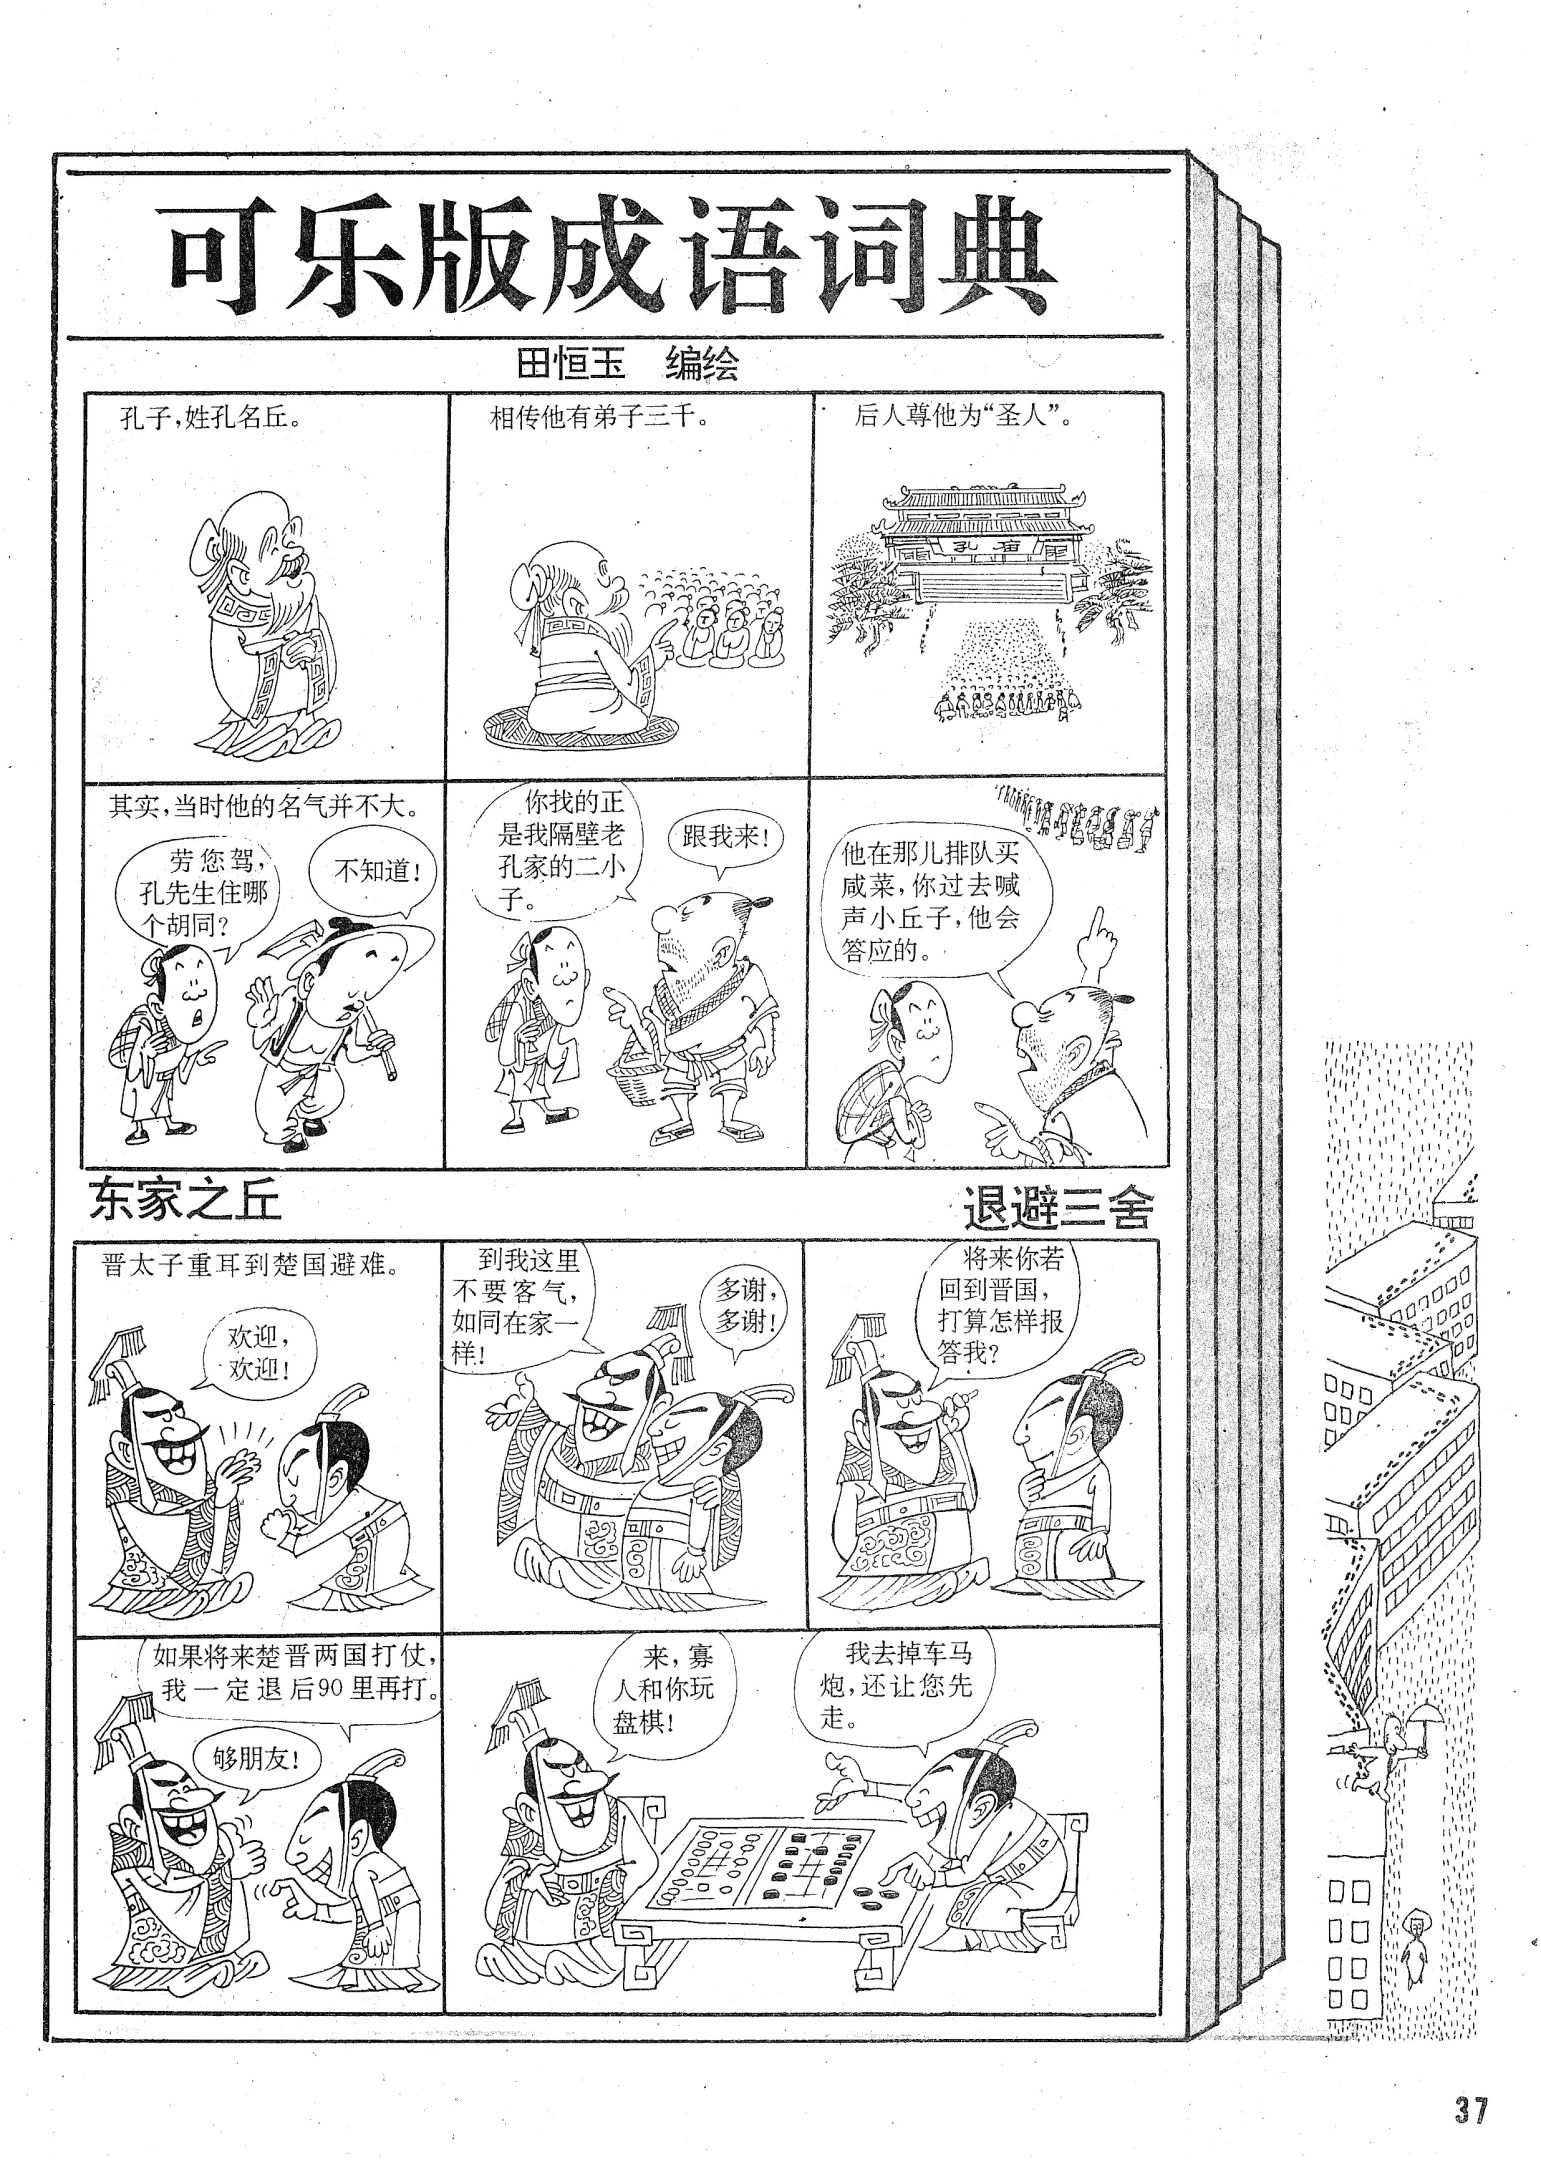 可乐版成语词典
田恒玉 编绘
孔子,姓孔名丘。
相传他有弟子三千。
后人尊他为“圣人”。
孔庙
其实,当时他的名气并不大。
劳您驾,
孔先生住哪
个胡同?
不知道!
你找的正
是我隔壁老
孔家的二小
子。
跟我来!
他在那儿排队买
咸菜,你过去喊
声小丘子,他会
答应的。
东家之丘
退避三舍
晋太子重耳到楚国避难。
欢迎,
欢迎!
到我这里
不要客气,
如同在家一
样!
多谢,
多谢!
将来你若
回到晋国,
打算怎样报
答我?
如果将来楚晋两国打仗,
我一定退后90里再打。
够朋友!
来,寡
人和你玩
盘棋!
我去掉车马
炮,还让您先
走。
37